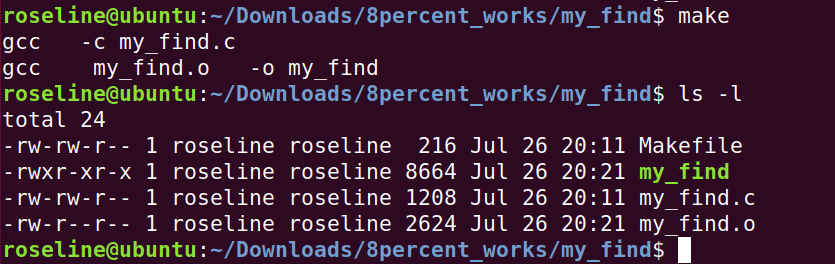 roseline@ubuntu:~/Downloads/8percent_works/my_find$ make
gcc   -c my_find.c
gcc    my_find.o   -o my_find
roseline@ubuntu:~/Downloads/8percent_works/my_find$ ls -l
total 24
-rw-rw-r-- 1 roseline roseline  216 Jul 26 20:11 Makefile
-rwxr-xr-x 1 roseline roseline 8664 Jul 26 20:21 my_find
-rw-rw-r-- 1 roseline roseline 1208 Jul 26 20:11 my_find.c
-rw-r--r-- 1 roseline roseline 2624 Jul 26 20:21 my_find.o
roseline@ubuntu:~/Downloads/8percent_works/my_find$